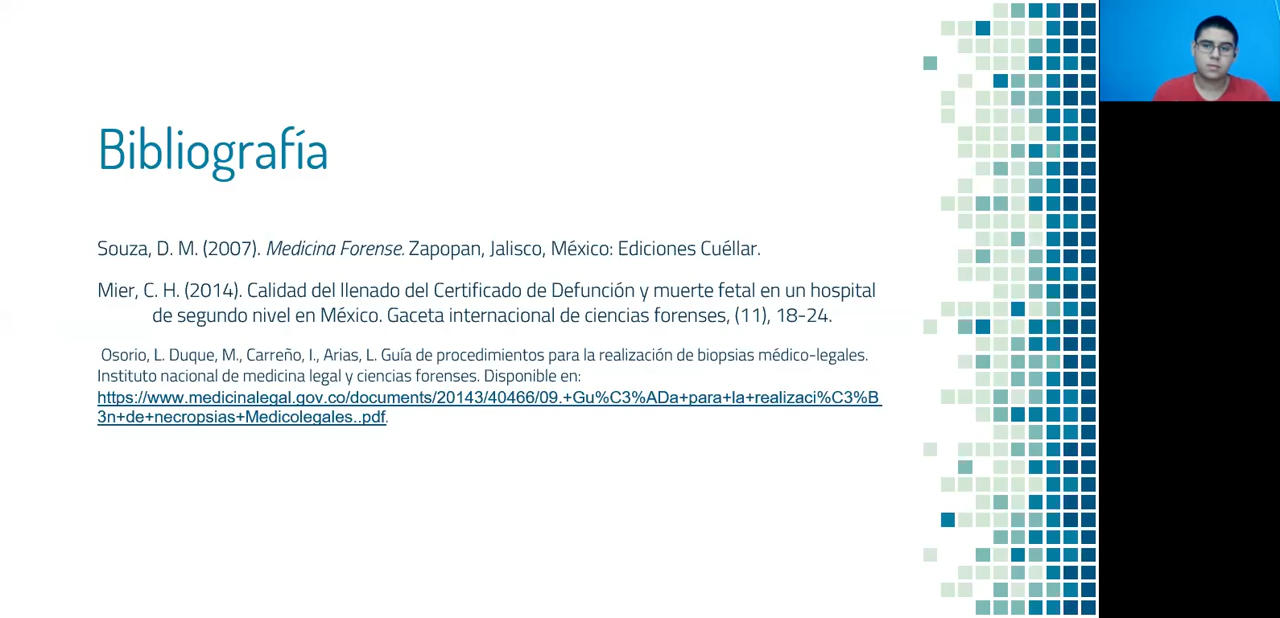 Bibliografía
Souza, D. M. (2007). Medicina Forense. Zapopan, Jalisco, México: Ediciones Cuéllar.
Mier, C. H. (2014). Calidad del llenado del Certificado de Defunción y muerte fetal en un hospital
de segundo nivel en México. Gaceta internacional de ciencias forenses, (11), 18-24.
Osorio, L. Duque, M., Carreño, I., Arias, L. Guía de procedimientos para la realización de biopsias médico-legales.
Instituto nacional de medicina legal y ciencias forenses. Disponible en:
https://www.medicinalegal.gov.co/documents/20143/40466/09.+Gu%C3%ADa+para+la+realizaci%C3%B
3n+de+necropsias+Medicolegales..pdf.